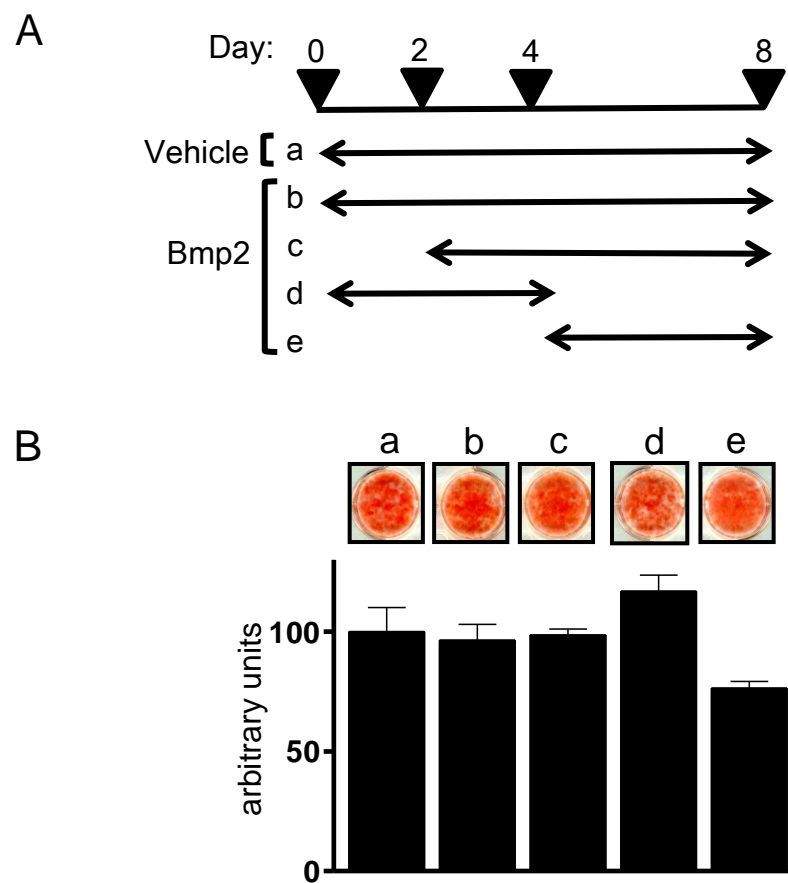 A
Day: 0 2 4 8
Vehicle [ a
b
Bmp2 c
d
e
B
a b c d e
arbitrary units
100
50
0